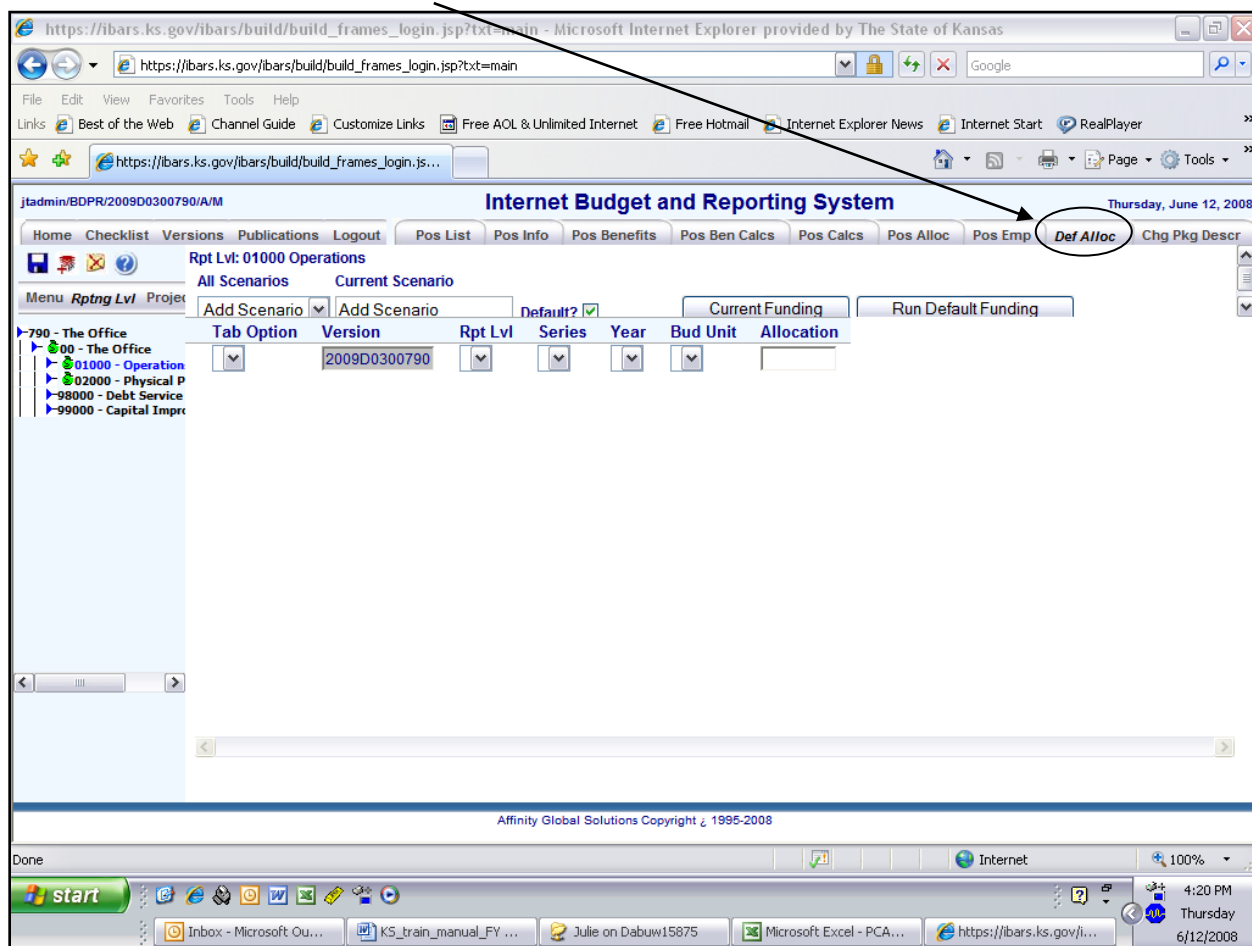 https://ibars.ks.gov/ibars/build/build_frames_login.jsp?txt=main - Microsoft Internet Explorer provided by The State of Kansas
https://ibars.ks.gov/ibars/build/build_frames_login.jsp?txt=main
Google
File Edit View Favorites Tools Help
Links Best of the Web Channel Guide Customize Links Free AOL & Unlimited Internet Free Hotmail Internet Explorer News Internet Start RealPlayer
https://ibars.ks.gov/ibars/build/build_frames_login.js...
Page Tools
jtadmin/BDPR/2009D0300790/A/M Internet Budget and Reporting System Thursday, June 12, 2008
Home Checklist Versions Publications Logout Pos List Pos Info Pos Benefits Pos Ben Calcs Pos Calcs Pos Alloc Pos Emp Def Alloc Chg Pkg Descr
Rpt Lvl: 01000 Operations
All Scenarios Current Scenario
Menu Rptng Lvl Projec
Add Scenario Add Scenario Default? Current Funding Run Default Funding
Tab Option Version Rpt Lvl Series Year Bud Unit Allocation
2009D0300790
790 - The Office
00 - The Office
01000 - Operation
02000 - Physical P
98000 - Debt Service
99000 - Capital Impro
Affinity Global Solutions Copyright ¿ 1995-2008
Done Internet 100%
start 4:20 PM
Thursday
6/12/2008
Inbox - Microsoft Ou... KS_train_manual_FY ... Julie on Dabuw15875 Microsoft Excel - PCA... https://ibars.ks.gov/i...